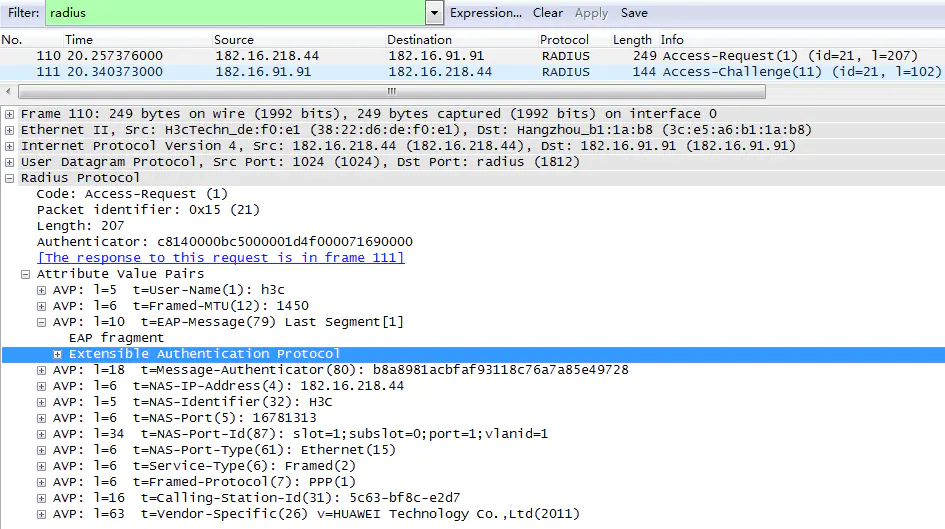 Filter: radius Expression... Clear Apply Save
No. Time Source Destination Protocol Length Info
110 20.257376000 182.16.218.44 182.16.91.91 RADIUS 249 Access-Request(1) (id=21, l=207)
111 20.340373000 182.16.91.91 182.16.218.44 RADIUS 144 Access-Challenge(11) (id=21, l=102)
Frame 110: 249 bytes on wire (1992 bits), 249 bytes captured (1992 bits) on interface 0
Ethernet II, Src: H3cTechn_de:f0:e1 (38:22:d6:de:f0:e1), Dst: Hangzhou_b1:1a:b8 (3c:e5:a6:b1:1a:b8)
Internet Protocol Version 4, Src: 182.16.218.44 (182.16.218.44), Dst: 182.16.91.91 (182.16.91.91)
User Datagram Protocol, Src Port: 1024 (1024), Dst Port: radius (1812)
Radius Protocol
Code: Access-Request (1)
Packet identifier: 0x15 (21)
Length: 207
Authenticator: c8140000bc5000001d4f000071690000
[The response to this request is in frame 111]
Attribute Value Pairs
AVP: l=5 t=User-Name(1): h3c
AVP: l=6 t=Framed-MTU(12): 1450
AVP: l=10 t=EAP-Message(79) Last Segment[1]
EAP fragment
Extensible Authentication Protocol
AVP: l=18 t=Message-Authenticator(80): b8a8981acbfaf93118c76a7a85e49728
AVP: l=6 t=NAS-IP-Address(4): 182.16.218.44
AVP: l=5 t=NAS-Identifier(32): H3C
AVP: l=6 t=NAS-Port(5): 16781313
AVP: l=34 t=NAS-Port-Id(87): slot=1;subslot=0;port=1;vlanid=1
AVP: l=6 t=NAS-Port-Type(61): Ethernet(15)
AVP: l=6 t=Service-Type(6): Framed(2)
AVP: l=6 t=Framed-Protocol(7): PPP(1)
AVP: l=16 t=Calling-Station-Id(31): 5c63-bf8c-e2d7
AVP: l=63 t=Vendor-Specific(26) v=HUAWEI Technology Co.,Ltd(2011)